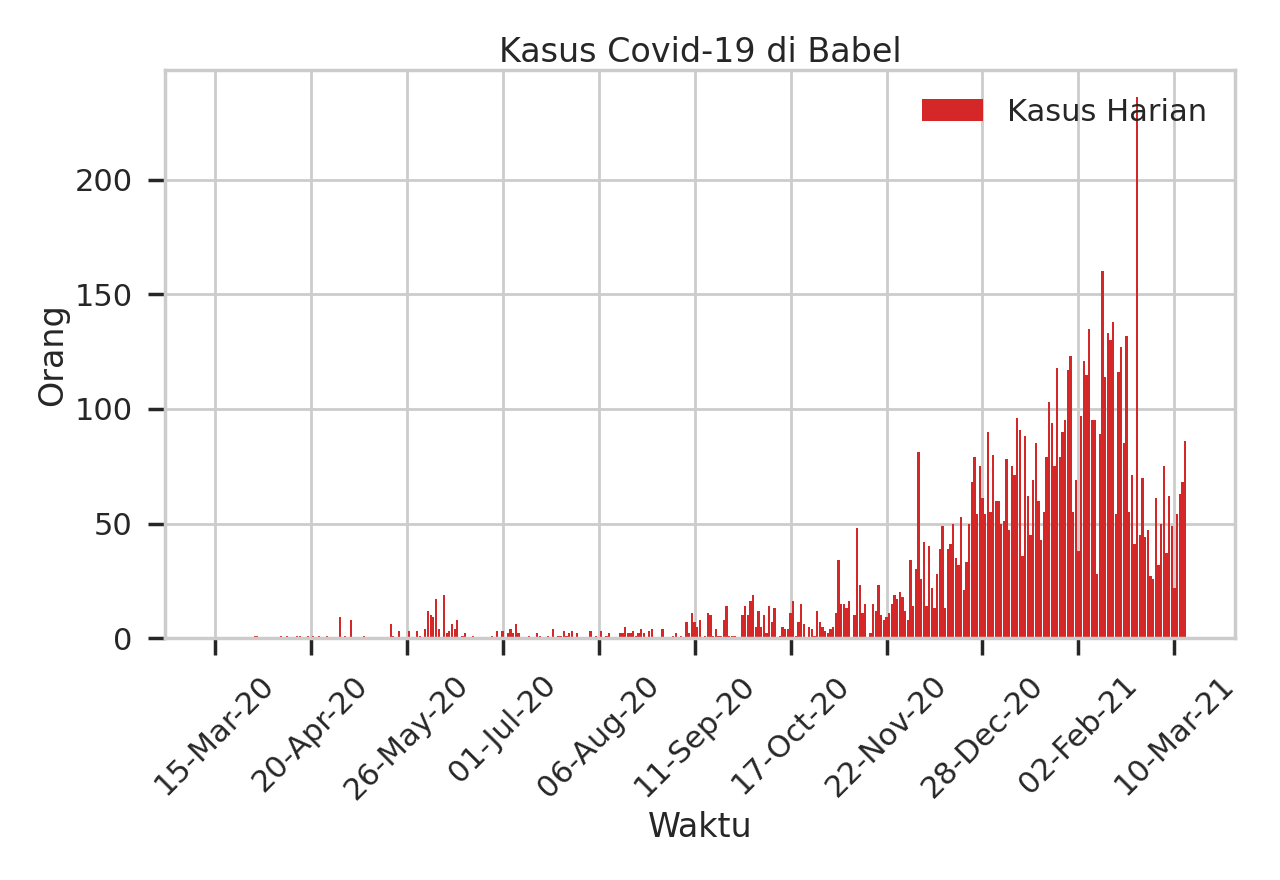 Kasus Covid-19 di Babel
Kasus Harian
200
150
100
50
0
Orang
15-Mar-20
20-Apr-20
26-May-20
01-Jul-20
06-Aug-20
11-Sep-20
17-Oct-20
22-Nov-20
28-Dec-20
02-Feb-21
10-Mar-21
Waktu